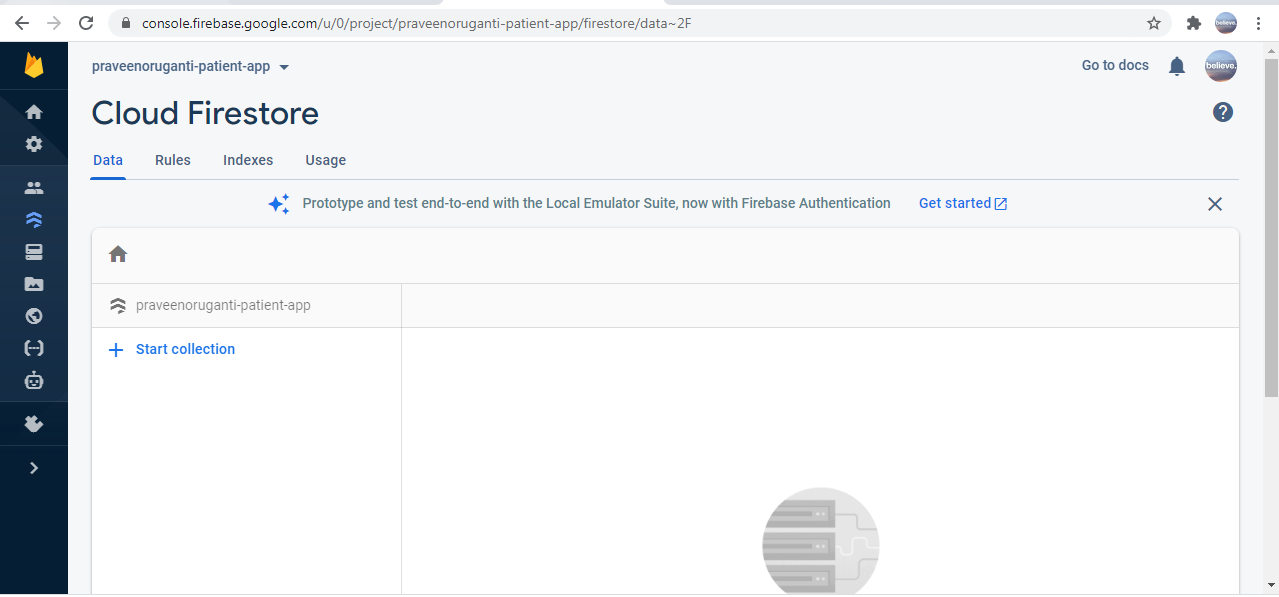 console.firebase.google.com/u/0/project/praveenoruganti-patient-app/firestore/data~2F
believe.
praveenoruganti-patient-app
Go to docs
believe.
Cloud Firestore
Data Rules Indexes Usage
Prototype and test end-to-end with the Local Emulator Suite, now with Firebase Authentication Get started
praveenoruganti-patient-app
Start collection